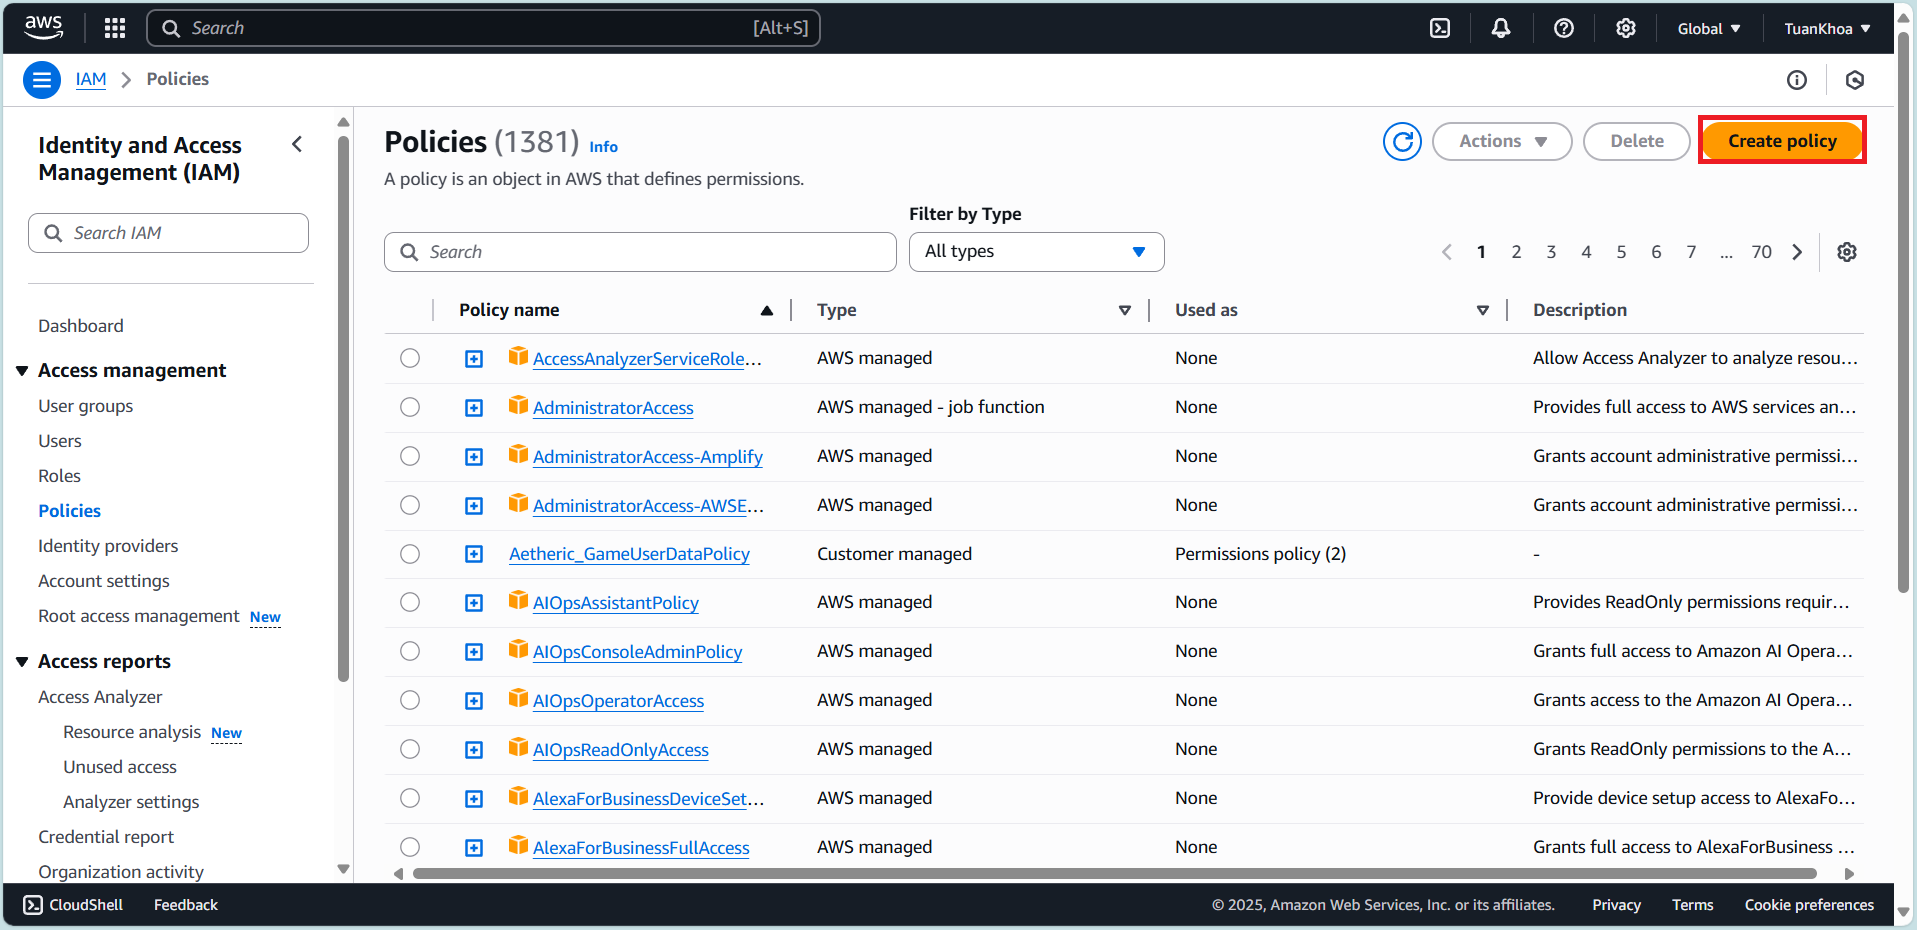 aws
Search [Alt+S]
Global
TuanKhoa
IAM
Policies
Identity and Access
Management (IAM)
Search IAM
Dashboard
Access management
User groups
Users
Roles
Policies
Identity providers
Account settings
Root access management New
Access reports
Access Analyzer
Resource analysis New
Unused access
Analyzer settings
Credential report
Organization activity
Policies (1381) Info
Actions
Delete
Create policy
A policy is an object in AWS that defines permissions.
Filter by Type
Search
All types
1 2 3 4 5 6 7 ... 70
Policy name Type Used as Description
AccessAnalyzerServiceRole... AWS managed None Allow Access Analyzer to analyze resou...
AdministratorAccess AWS managed - job function None Provides full access to AWS services an...
AdministratorAccess-Amplify AWS managed None Grants account administrative permissi...
AdministratorAccess-AWSE... AWS managed None Grants account administrative permissi...
Aetheric_GameUserDataPolicy Customer managed Permissions policy (2) -
AIOpsAssistantPolicy AWS managed None Provides ReadOnly permissions requir...
AIOpsConsoleAdminPolicy AWS managed None Grants full access to Amazon AI Opera...
AIOpsOperatorAccess AWS managed None Grants access to the Amazon AI Opera...
AIOpsReadOnlyAccess AWS managed None Grants ReadOnly permissions to the A...
AlexaForBusinessDeviceSet... AWS managed None Provide device setup access to AlexaFo...
AlexaForBusinessFullAccess AWS managed None Grants full access to AlexaForBusiness ...
CloudShell Feedback © 2025, Amazon Web Services, Inc. or its affiliates. Privacy Terms Cookie preferences